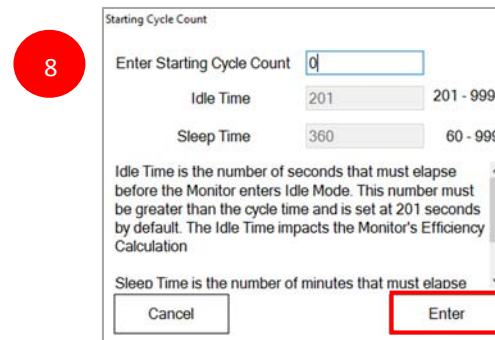 Starting Cycle Count
8
Enter Starting Cycle Count 0
Idle Time 201 201 - 999
Sleep Time 360 60 - 999
Idle Time is the number of seconds that must elapse
before the Monitor enters Idle Mode. This number must
be greater than the cycle time and is set at 201 seconds
by default. The Idle Time impacts the Monitor's Efficiency
Calculation
Sleep Time is the number of minutes that must elapse
Cancel Enter